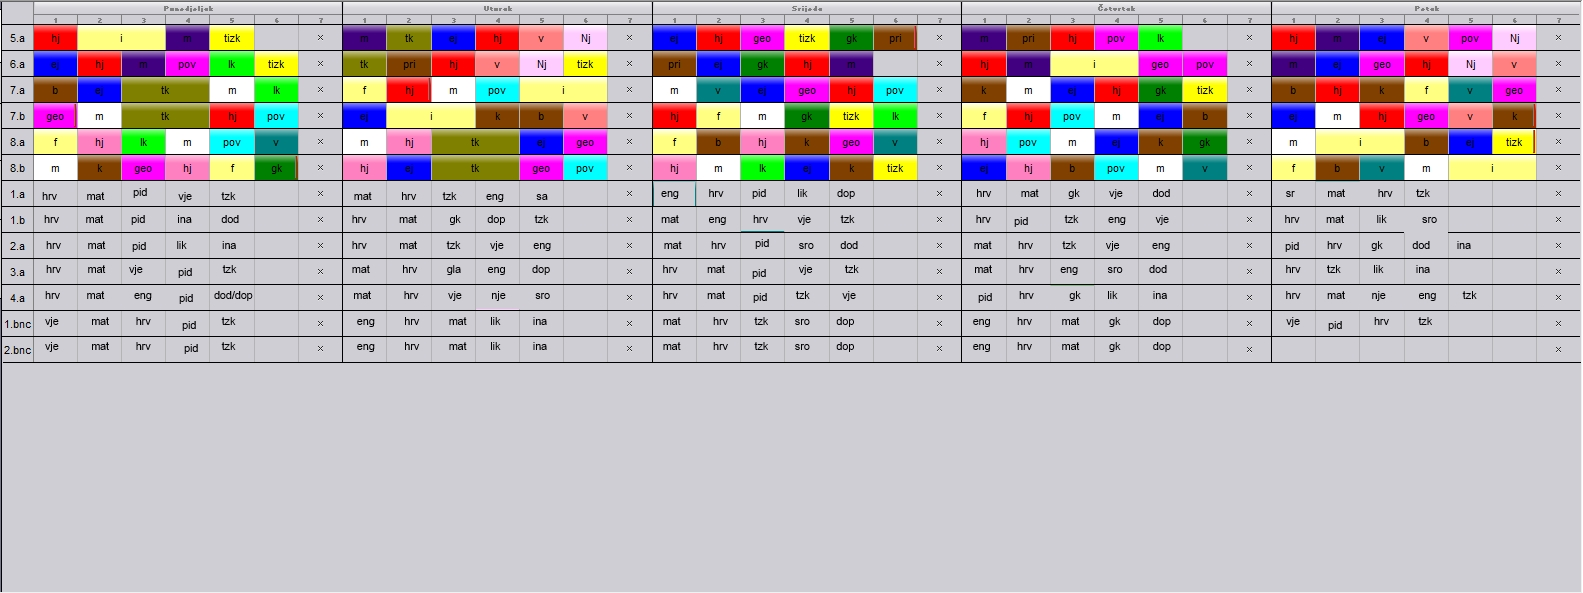 Ponedjeljek Utorak Srijeda Četvrtek Petek
1 2 3 4 5 6 7 1 2 3 4 5 6 7 1 2 3 4 5 6 7 1 2 3 4 5 6 7 1 2 3 4 5 6 7
5.a hj i m tizk × m tk ej hj v Nj × ej hj geo tizk gk pri × m pri hj pov lk × hj m ej v pov Nj ×
6.a ej hj m pov lk tizk × tk pri hj v Nj tizk × pri ej gk hj m × hj m i geo pov × m ej geo hj Nj v ×
7.a b ej tk m lk × f hj m pov i × m v ej geo hj pov × k m ej hj gk tizk × b hj k f v geo ×
7.b geo m tk hj pov × ej i k b v × hj f m gk tizk lk × f hj pov m ej b × ej m hj geo v k ×
8.a f hj lk m pov v × m hj tk ej geo × f b hj k geo v × hj pov m ej k gk × m i b ej tizk ×
8.b m k geo hj f gk × hj ej tk geo pov × hj m lk ej k tizk × ej hj b pov m v × f b v m i ×
1.a hrv mat pid vje tzk × mat hrv tzk eng sa × eng hrv pid lik dop × hrv mat gk vje dod × sr mat hrv tzk ×
1.b hrv mat pid ina dod × hrv mat gk dop tzk × mat eng hrv vje tzk × hrv pid tzk eng vje × hrv mat lik sro ×
2.a hrv mat pid lik ina × hrv mat tzk vje eng × mat hrv pid sro dod × mat hrv tzk vje eng × pid hrv gk dod ina ×
3.a hrv mat vje pid tzk × mat hrv gla eng dop × hrv mat pid vje tzk × mat hrv eng sro dod × hrv tzk lik ina ×
4.a hrv mat eng pid dod/dop × mat hrv vje nje sro × mat hrv pid tzk vje × pid hrv gk lik ina × hrv mat nje eng tzk ×
1.bnc vje mat hrv pid tzk × eng hrv mat lik ina × mat hrv tzk sro dop × eng hrv mat gk dop × vje pid hrv tzk ×
2.bnc vje mat hrv pid tzk × eng hrv mat lik ina × mat hrv tzk sro dop × eng hrv mat gk dop × ×